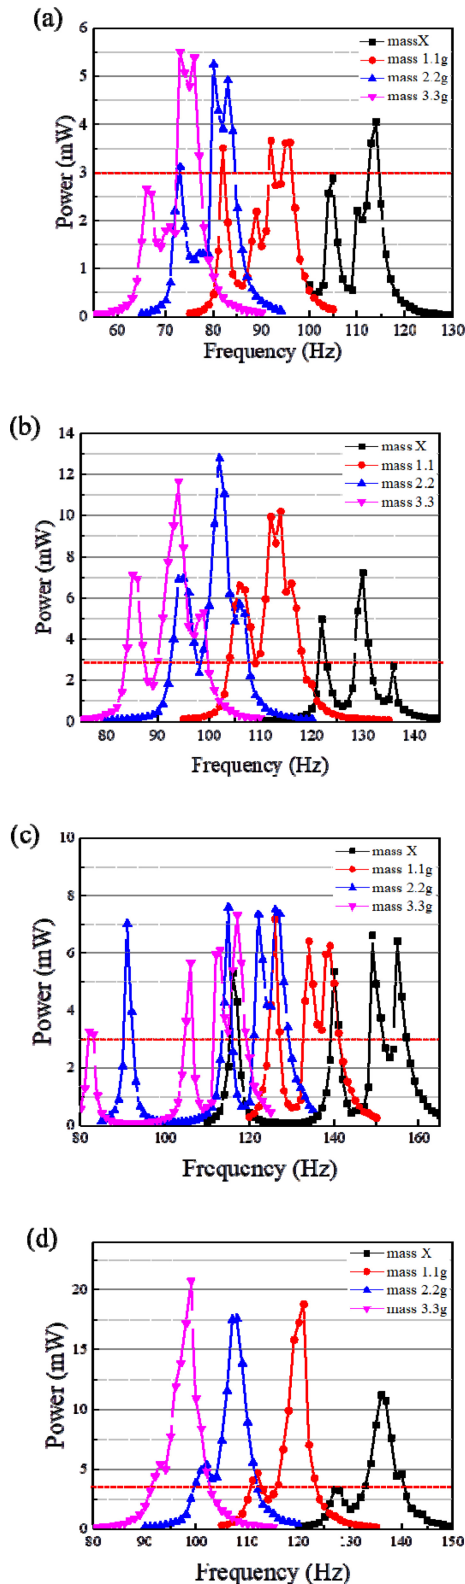 (a)
massX
mass 1.1g
mass 2.2g
mass 3.3g
Power (mW)
6
5
4
3
2
1
0
60 70 80 90 100 110 120 130
Frequency (Hz)
(b)
mass X
mass 1.1
mass 2.2
mass 3.3
Power (mW)
14
12
10
8
6
4
2
0
80 90 100 110 120 130 140
Frequency (Hz)
(c)
mass X
mass 1.1g
mass 2.2g
mass 3.3g
Power (mW)
10
8
6
4
2
0
80 100 120 140 160
Frequency (Hz)
(d)
mass X
mass 1.1g
mass 2.2g
mass 3.3g
Power (mW)
20
15
10
5
0
80 90 100 110 120 130 140 150
Frequency (Hz)